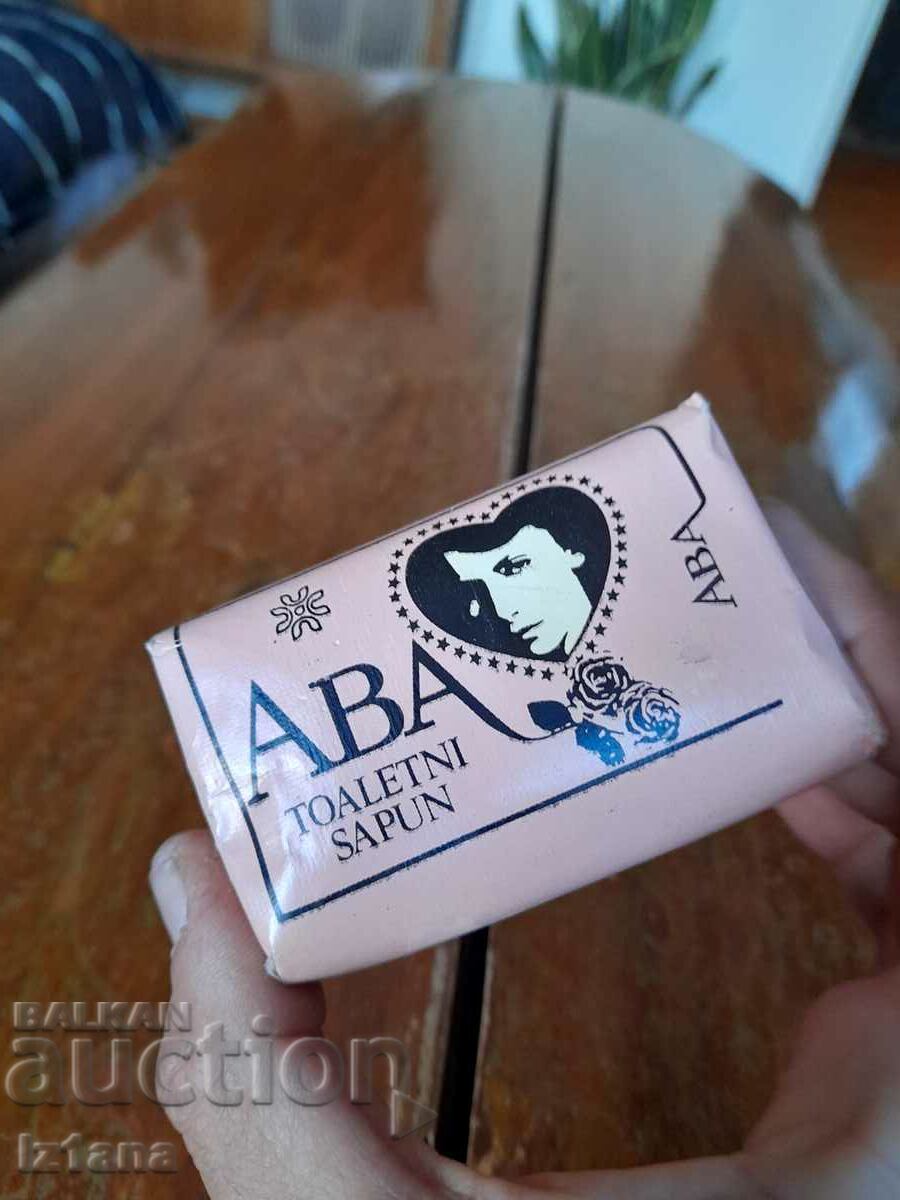 ABA
TOALETNI
SAPUN
ABA
BALKAN
auction
Iz1ana